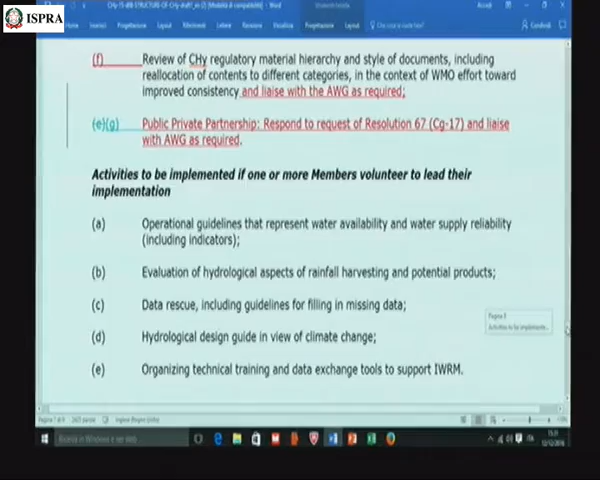 ISPRA
(f) Review of CHy regulatory material hierarchy and style of documents, including
reallocation of contents to different categories, in the context of WMO effort toward
improved consistency and liaise with the AWG as required;
(e)(g) Public Private Partnership: Respond to request of Resolution 67 (Cg-17) and liaise
with AWG as required.
Activities to be implemented if one or more Members volunteer to lead their
implementation
(a) Operational guidelines that represent water availability and water supply reliability
(including indicators);
(b) Evaluation of hydrological aspects of rainfall harvesting and potential products;
(c) Data rescue, including guidelines for filling in missing data;
(d) Hydrological design guide in view of climate change;
(e) Organizing technical training and data exchange tools to support IWRM.